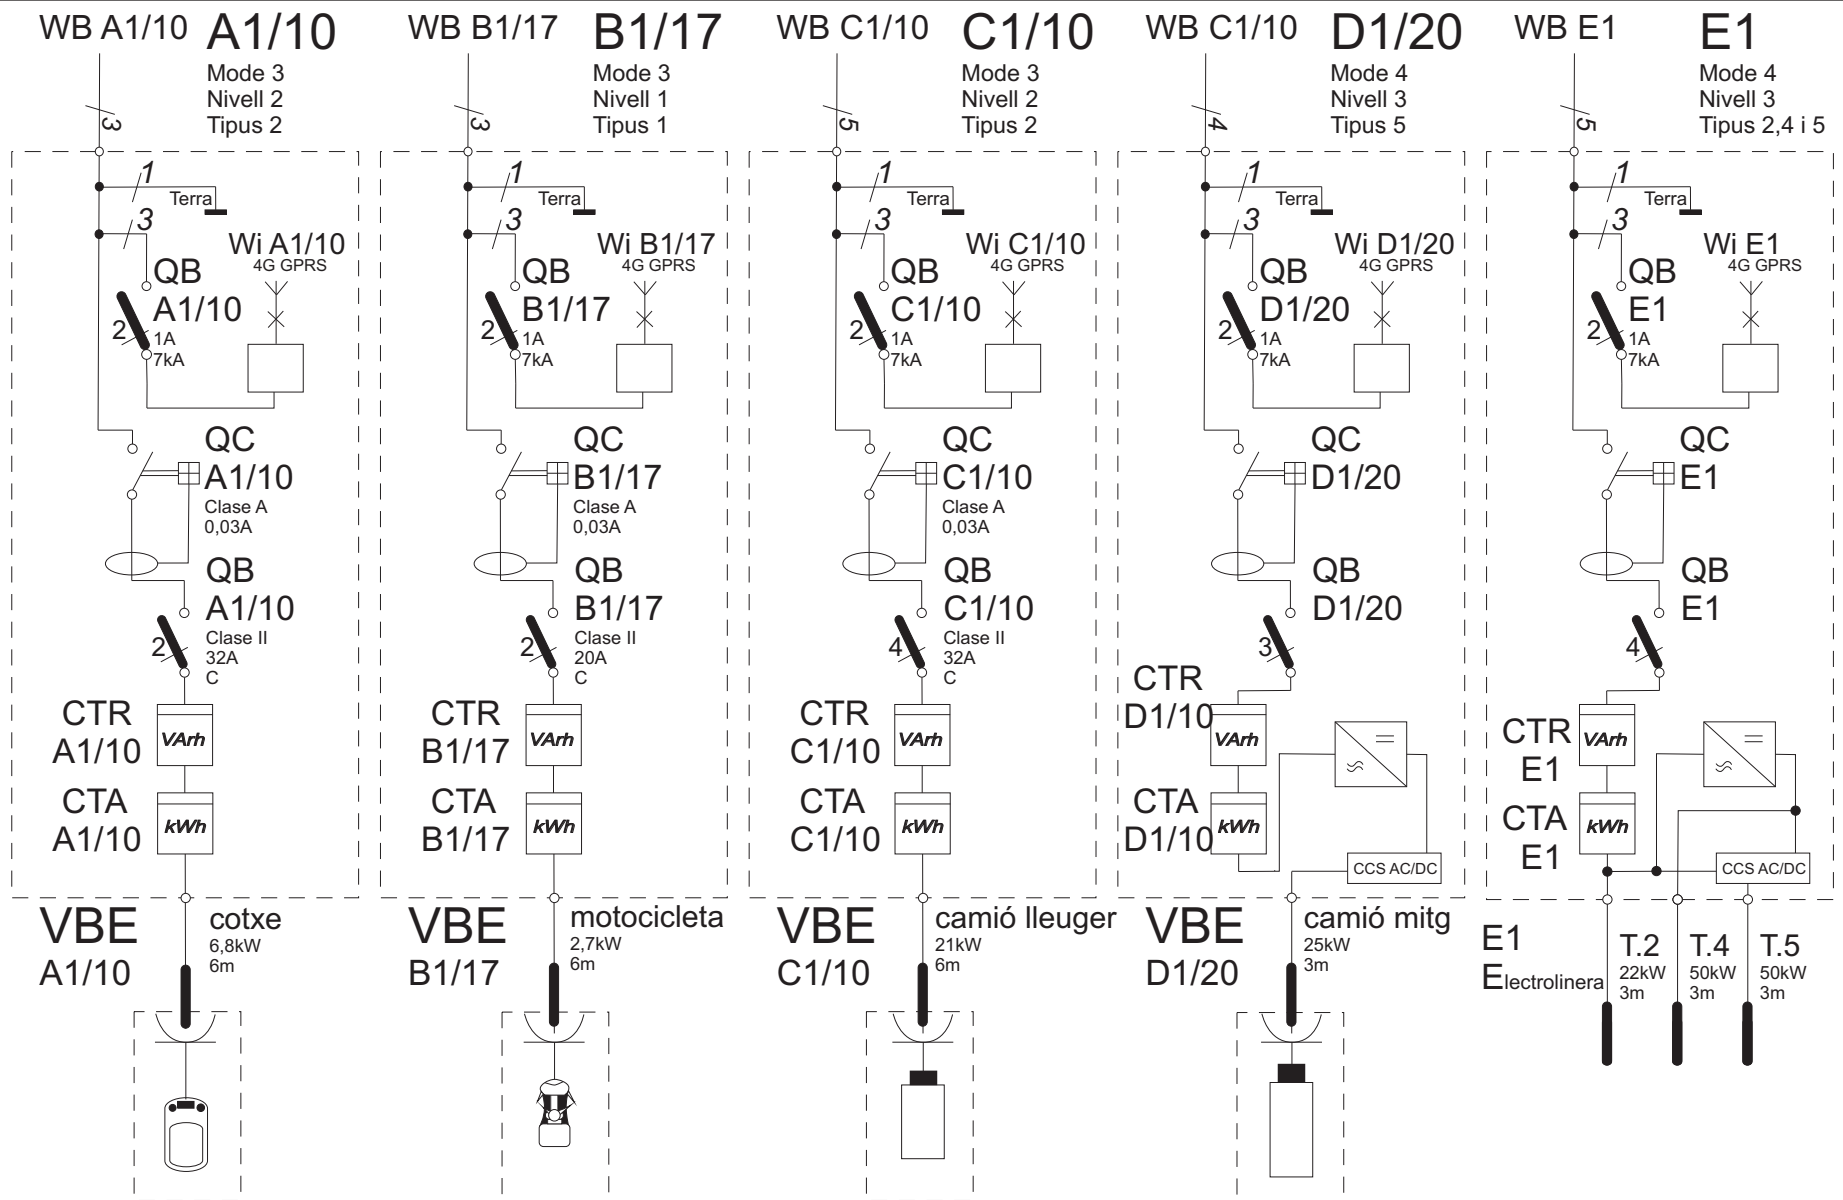 WB A1/10 A1/10
Mode 3
Nivell 2
Tipus 2
3
1
Terra
3
Wi A1/10
4G GPRS
QB
A1/10
2
1A
7kA
QC
A1/10
Clase A
0,03A
QB
A1/10
2
Clase II
32A
C
CTR
A1/10
VArh
CTA
A1/10
kWh
VBE
A1/10
cotxe
6,8kW
6m
WB B1/17 B1/17
Mode 3
Nivell 1
Tipus 1
3
1
Terra
3
Wi B1/17
4G GPRS
QB
B1/17
2
1A
7kA
QC
B1/17
Clase A
0,03A
QB
B1/17
2
Clase II
20A
C
CTR
B1/17
VArh
CTA
B1/17
kWh
VBE
B1/17
motocicleta
2,7kW
6m
WB C1/10 C1/10
Mode 3
Nivell 2
Tipus 2
5
1
Terra
3
Wi C1/10
4G GPRS
QB
C1/10
2
1A
7kA
QC
C1/10
Clase A
0,03A
QB
C1/10
4
Clase II
32A
C
CTR
C1/10
VArh
CTA
C1/10
kWh
VBE
C1/10
camió lleuger
21kW
6m
WB C1/10 D1/20
Mode 4
Nivell 3
Tipus 5
4
1
Terra
3
Wi D1/20
4G GPRS
QB
D1/20
2
1A
7kA
QC
D1/20
QB
D1/20
3
CTR
D1/10
VArh
CTA
D1/10
kWh
CCS AC/DC
VBE
D1/20
camió mitg
25kW
3m
WB E1 E1
Mode 4
Nivell 3
Tipus 2,4 i 5
5
1
Terra
3
Wi E1
4G GPRS
QB
E1
2
1A
7kA
QC
E1
QB
E1
4
CTR
E1
VArh
CTA
E1
kWh
CCS AC/DC
E1
Electrolinera
T.2
22kW
3m
T.4
50kW
3m
T.5
50kW
3m